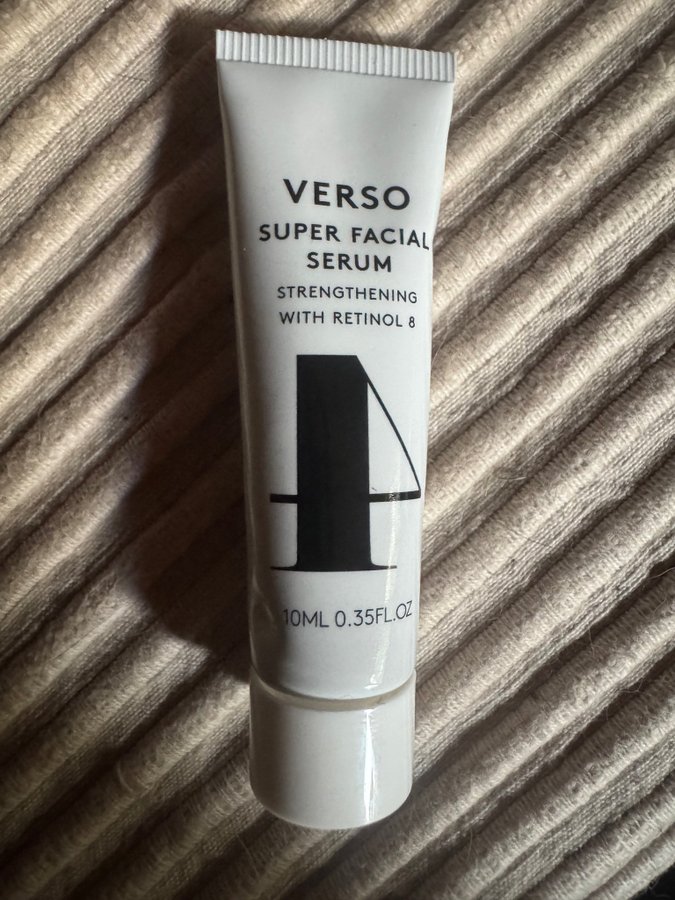 VERSO
SUPER FACIAL
SERUM
STRENGTHENING
WITH RETINOL 8
4
10ML 0.35FL.OZ